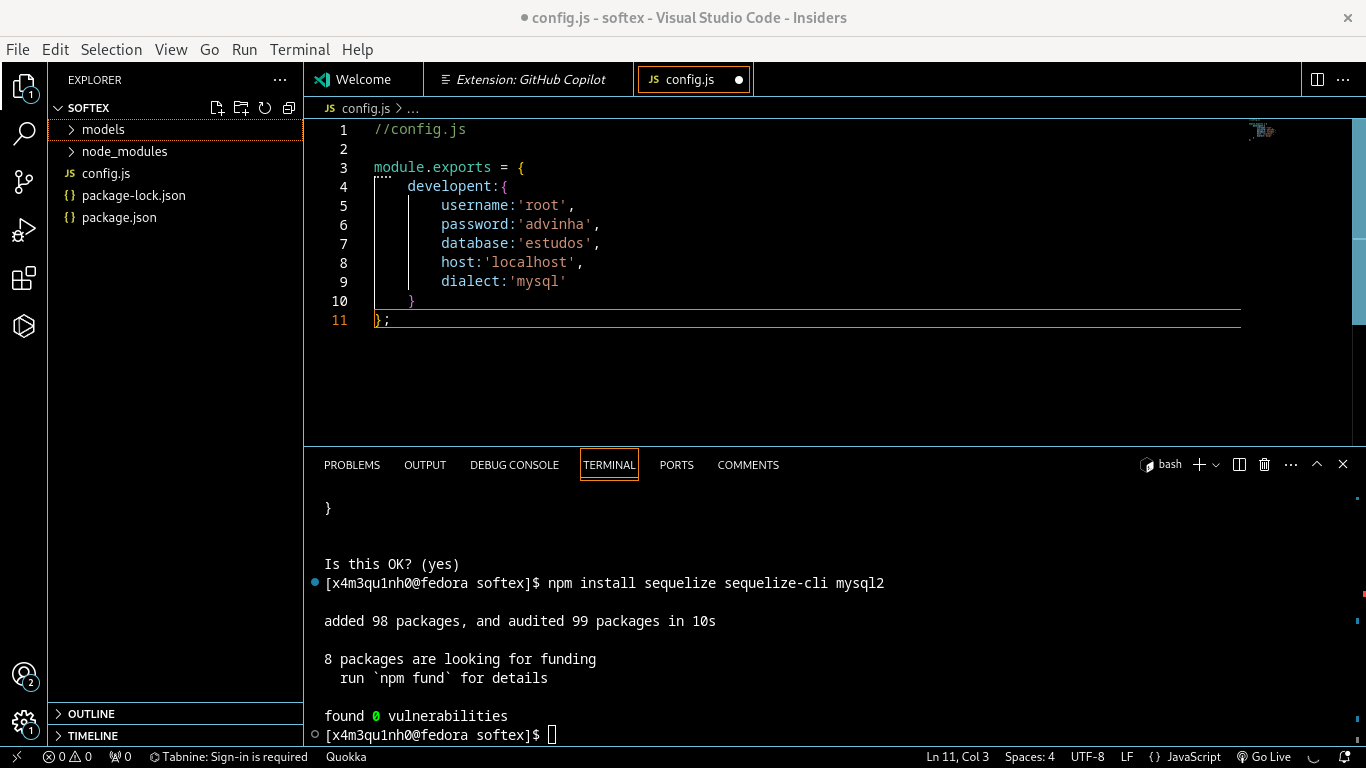 config.js - softex - Visual Studio Code - Insiders
File Edit Selection View Go Run Terminal Help
EXPLORER
SOFTEX
models
node_modules
JS config.js
{} package-lock.json
{} package.json
OUTLINE
TIMELINE
1
2
1
Welcome
Extension: GitHub Copilot
JS config.js
JS config.js > ...
1 //config.js
2
3 module.exports = {
4 developent:{
5 username:'root',
6 password:'advinha',
7 database:'estudos',
8 host:'localhost',
9 dialect:'mysql'
10 }
11 };
PROBLEMS OUTPUT DEBUG CONSOLE TERMINAL PORTS COMMENTS
bash
}
Is this OK? (yes)
[x4m3qu1nh0@fedora softex]$ npm install sequelize sequelize-cli mysql2
added 98 packages, and audited 99 packages in 10s
8 packages are looking for funding
run `npm fund` for details
found 0 vulnerabilities
[x4m3qu1nh0@fedora softex]$
0 0 0 Tabnine: Sign-in is required Quokka Ln 11, Col 3 Spaces: 4 UTF-8 LF {} JavaScript Go Live